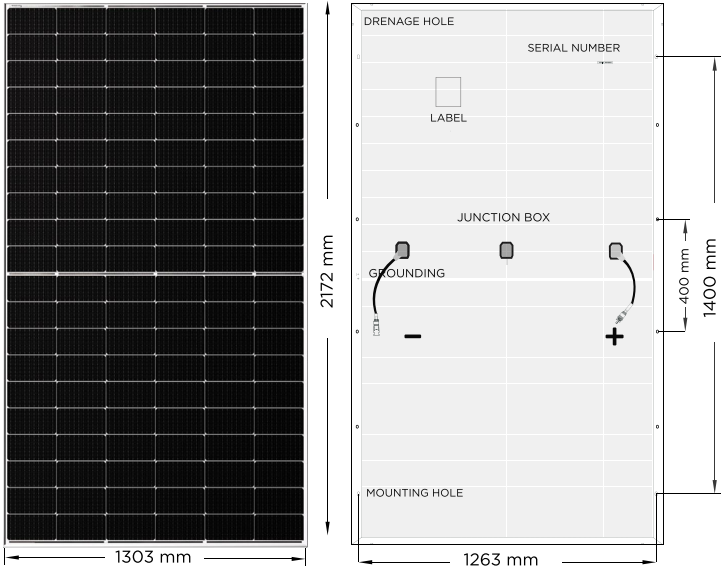 DRENAGE HOLE
SERIAL NUMBER
LABEL
JUNCTION BOX
GROUNDING
2172 mm
400 mm
1400 mm
− +
MOUNTING HOLE
1303 mm
1263 mm